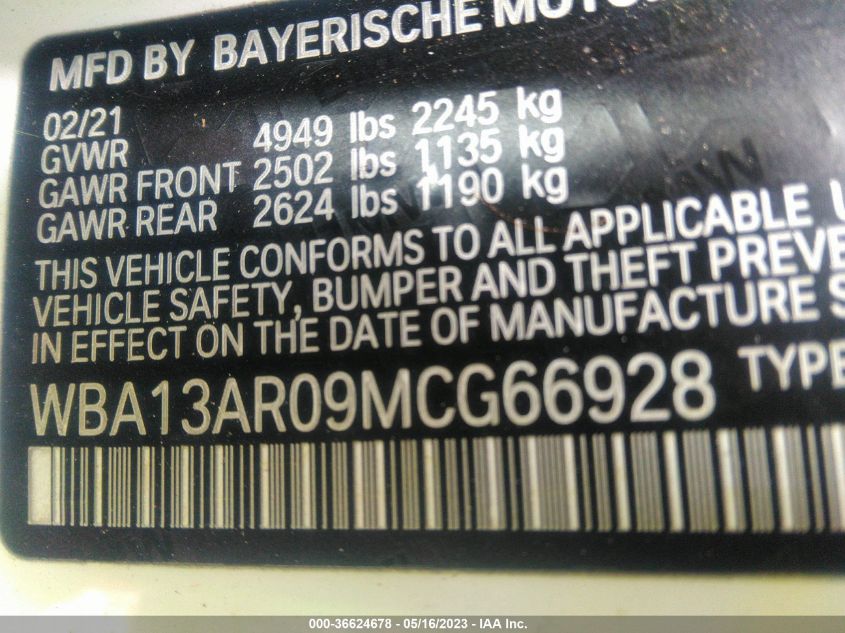 MFD BY BAYERISCHE MOTO
02/21
GVWR 4949 lbs 2245 kg
GAWR FRONT 2502 lbs 1135 kg
GAWR REAR 2624 lbs 1190 kg
THIS VEHICLE CONFORMS TO ALL APPLICABLE U
VEHICLE SAFETY, BUMPER AND THEFT PREVE
IN EFFECT ON THE DATE OF MANUFACTURE S
WBA13AR09MCG66928 TYPE
000-36624678 - 05/16/2023 - IAA Inc.